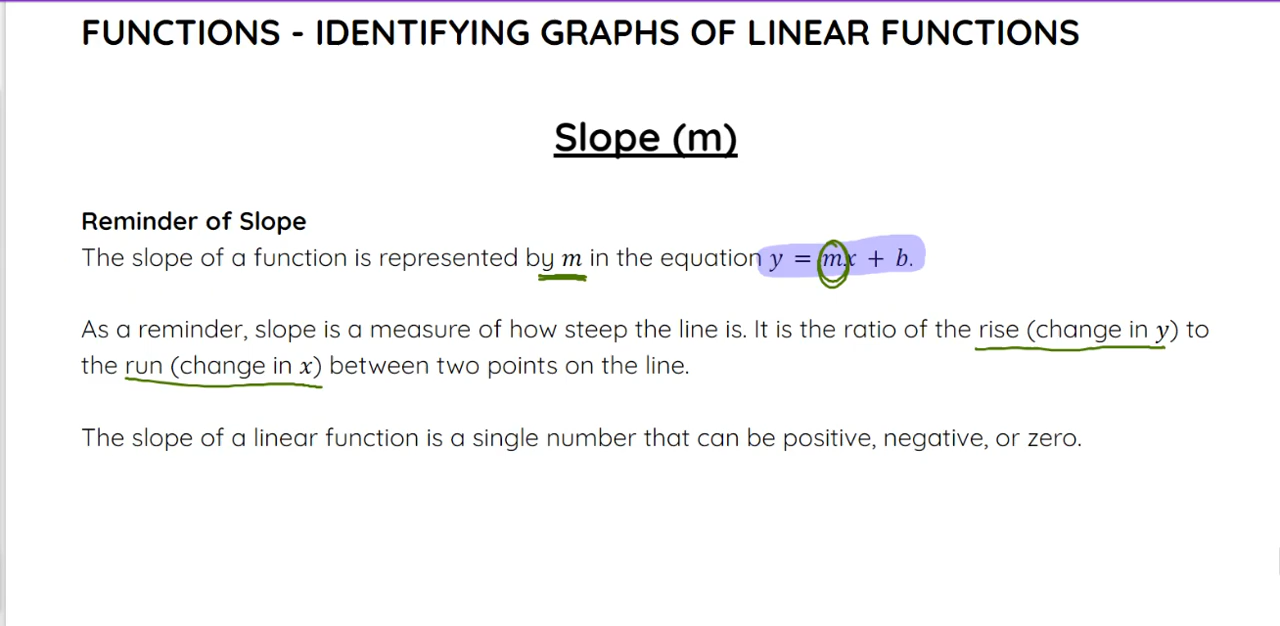 FUNCTIONS - IDENTIFYING GRAPHS OF LINEAR FUNCTIONS
Slope (m)
Reminder of Slope
The slope of a function is represented by m in the equation y = mx + b.
As a reminder, slope is a measure of how steep the line is. It is the ratio of the rise (change in y) to
the run (change in x) between two points on the line.
The slope of a linear function is a single number that can be positive, negative, or zero.